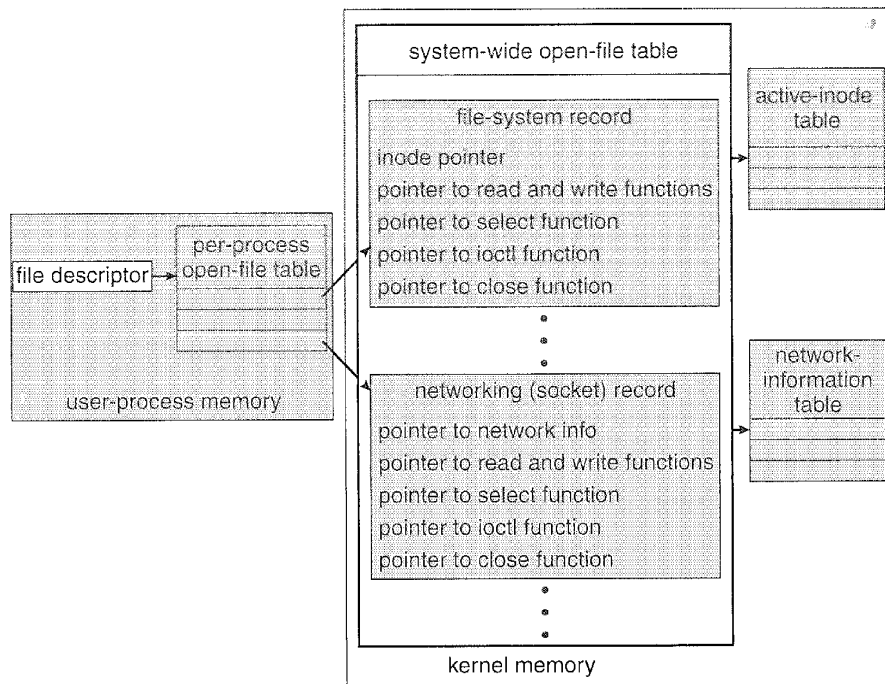 system-wide open-file table
file-system record
inode pointer
pointer to read and write functions
pointer to select function
pointer to ioctl function
pointer to close function
active-inode
table
per-process
open-file table
file descriptor
user-process memory
networking (socket) record
pointer to network info
pointer to read and write functions
pointer to select function
pointer to ioctl function
pointer to close function
network-
information
table
kernel memory